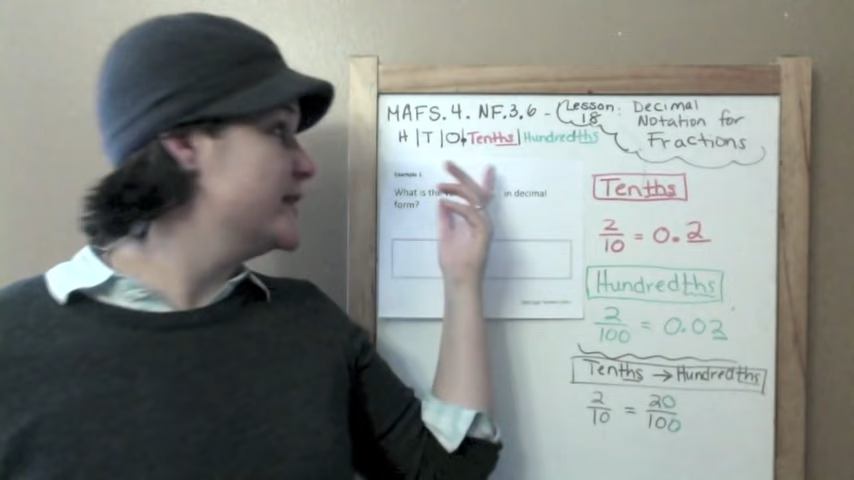 MAFS.4.NF.3.6 - Lesson: Decimal
18 Notation for
Fractions
H | T | O . Tenths | Hundredths
Example 1
What is the in decimal
form?
Tenths
2/10 = 0.2
Hundredths
2/100 = 0.02
Tenths → Hundredths
2/10 = 20/100